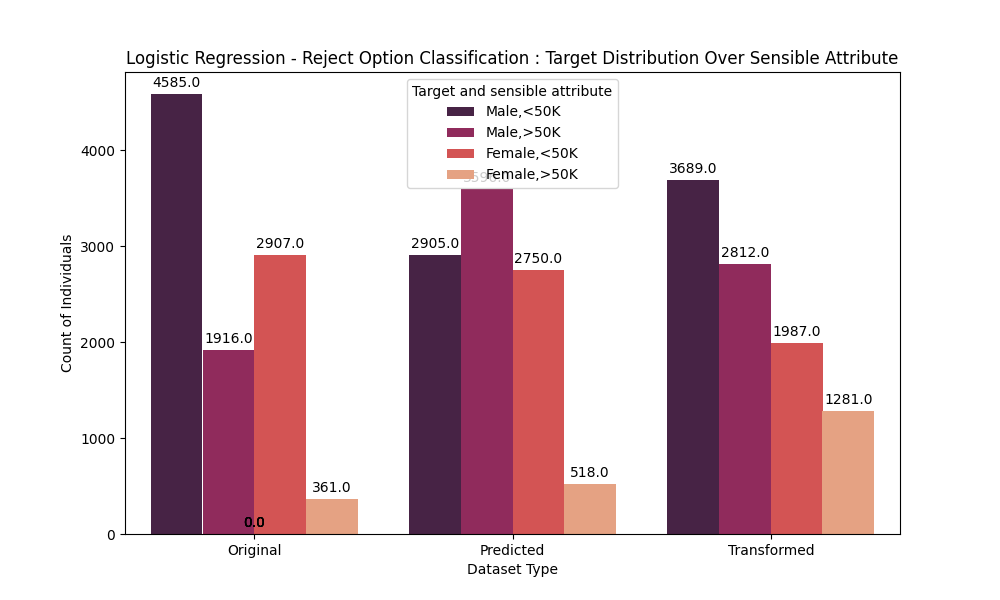 Logistic Regression - Reject Option Classification : Target Distribution Over Sensible Attribute
Target and sensible attribute
Male,<50K
Male,>50K
Female,<50K
Female,>50K
Count of Individuals
4000
3000
2000
1000
0
4585.0
1916.0
2907.0
361.0
0.0
2905.0
2750.0
518.0
3689.0
2812.0
1987.0
1281.0
Original
Predicted
Transformed
Dataset Type